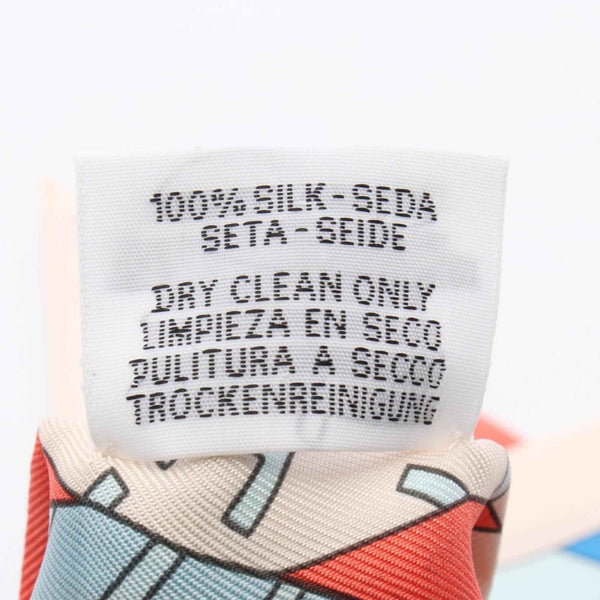 100% SILK-SEDA
SETA-SEIDE
DRY CLEAN ONLY
LIMPIEZA EN SECO
PULITURA A SECCO
TROCKENREINIGUNG